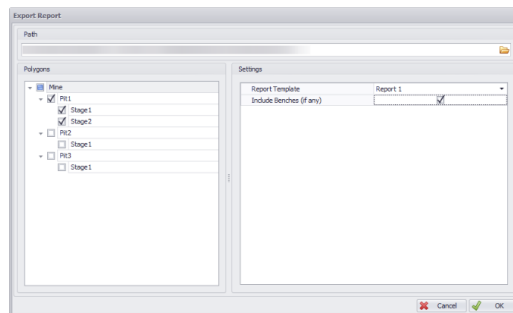 Export Report
Path
Polygons
Mine
Pit1
Stage1
Stage2
Pit2
Stage1
Pit3
Stage1
Settings
Report Template Report 1
Include Benches (if any)
Cancel OK